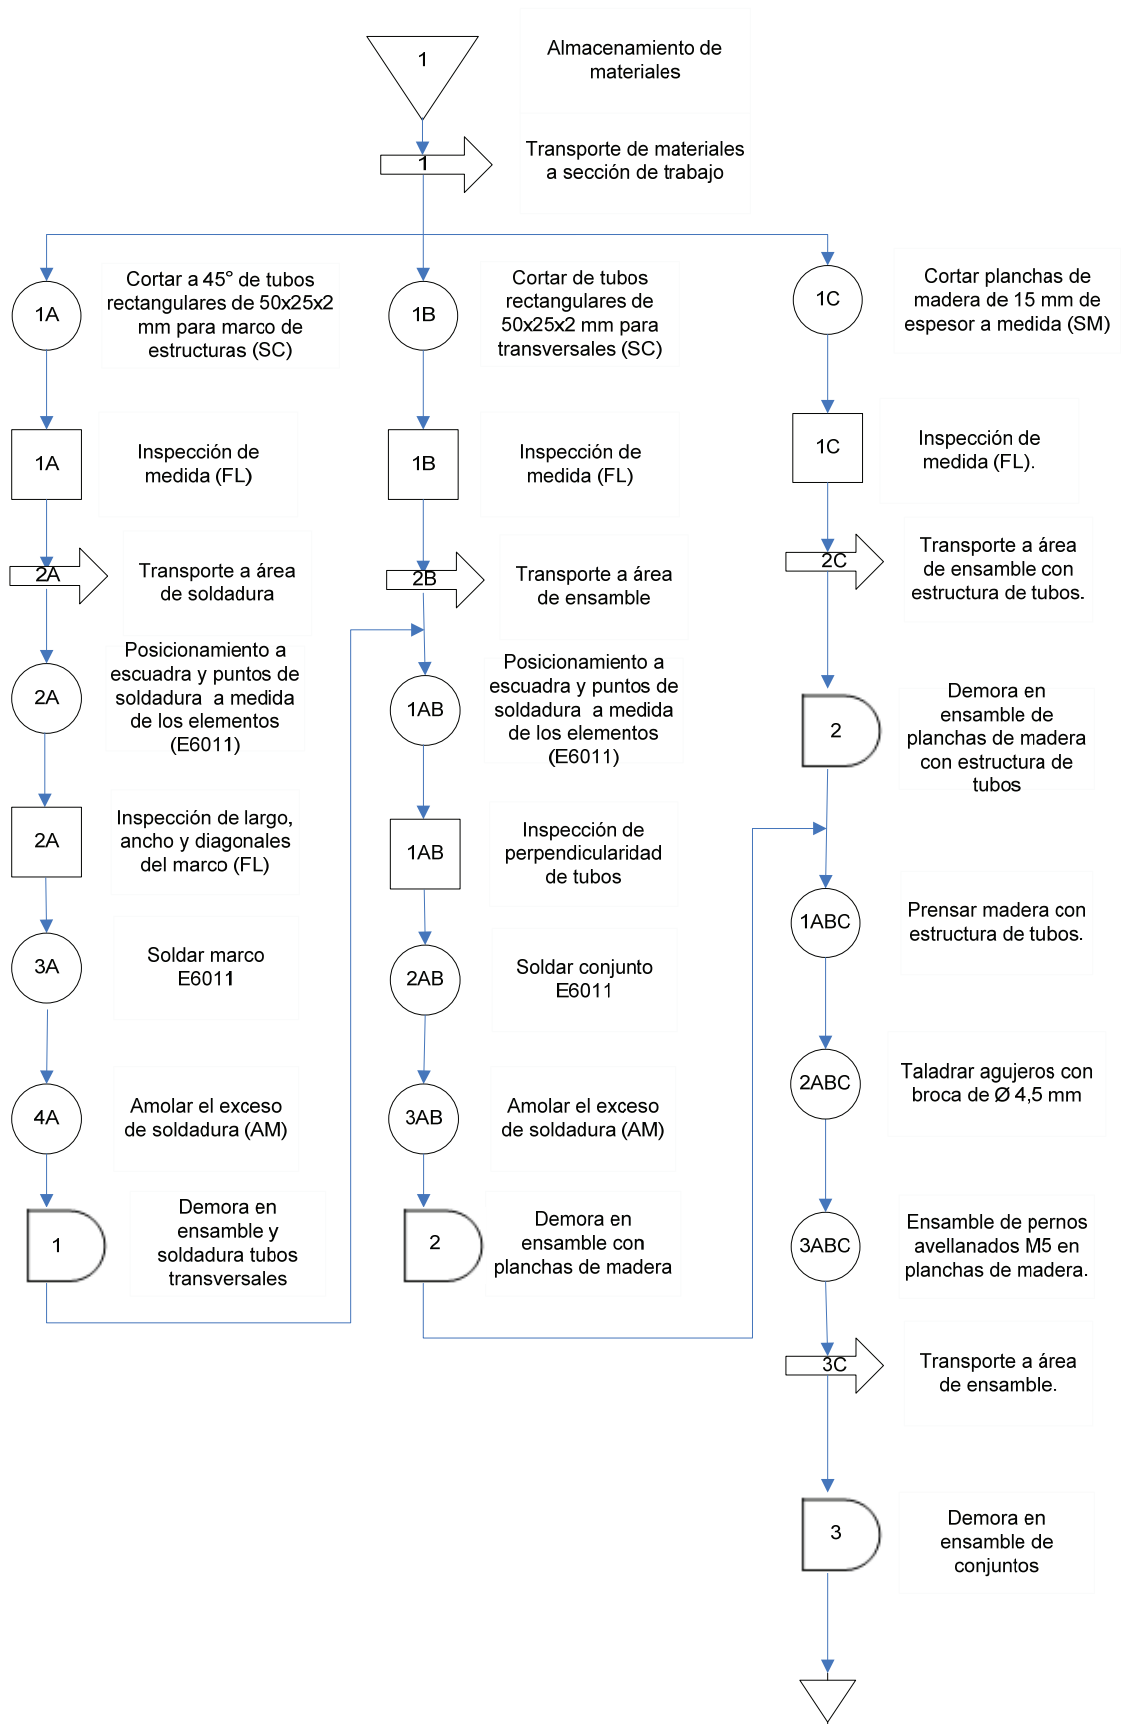 1
Almacenamiento de
materiales
1
Transporte de materiales
a sección de trabajo
1A
Cortar a 45° de tubos
rectangulares de 50x25x2
mm para marco de
estructuras (SC)
1A
Inspección de
medida (FL)
2A
Transporte a área
de soldadura
2A
Posicionamiento a
escuadra y puntos de
soldadura a medida
de los elementos
(E6011)
2A
Inspección de largo,
ancho y diagonales
del marco (FL)
3A
Soldar marco
E6011
4A
Amolar el exceso
de soldadura (AM)
1
Demora en
ensamble y
soldadura tubos
transversales
1B
Cortar de tubos
rectangulares de
50x25x2 mm para
transversales (SC)
1B
Inspección de
medida (FL)
2B
Transporte a área
de ensamble
1AB
Posicionamiento a
escuadra y puntos de
soldadura a medida
de los elementos
(E6011)
1AB
Inspección de
perpendicularidad
de tubos
2AB
Soldar conjunto
E6011
3AB
Amolar el exceso
de soldadura (AM)
2
Demora en
ensamble con
planchas de madera
1C
Cortar planchas de
madera de 15 mm de
espesor a medida (SM)
1C
Inspección de
medida (FL).
2C
Transporte a área
de ensamble con
estructura de tubos.
2
Demora en
ensamble de
planchas de madera
con estructura de
tubos
1ABC
Prensar madera con
estructura de tubos.
2ABC
Taladrar agujeros con
broca de Ø 4,5 mm
3ABC
Ensamble de pernos
avellanados M5 en
planchas de madera.
3C
Transporte a área
de ensamble.
3
Demora en
ensamble de
conjuntos